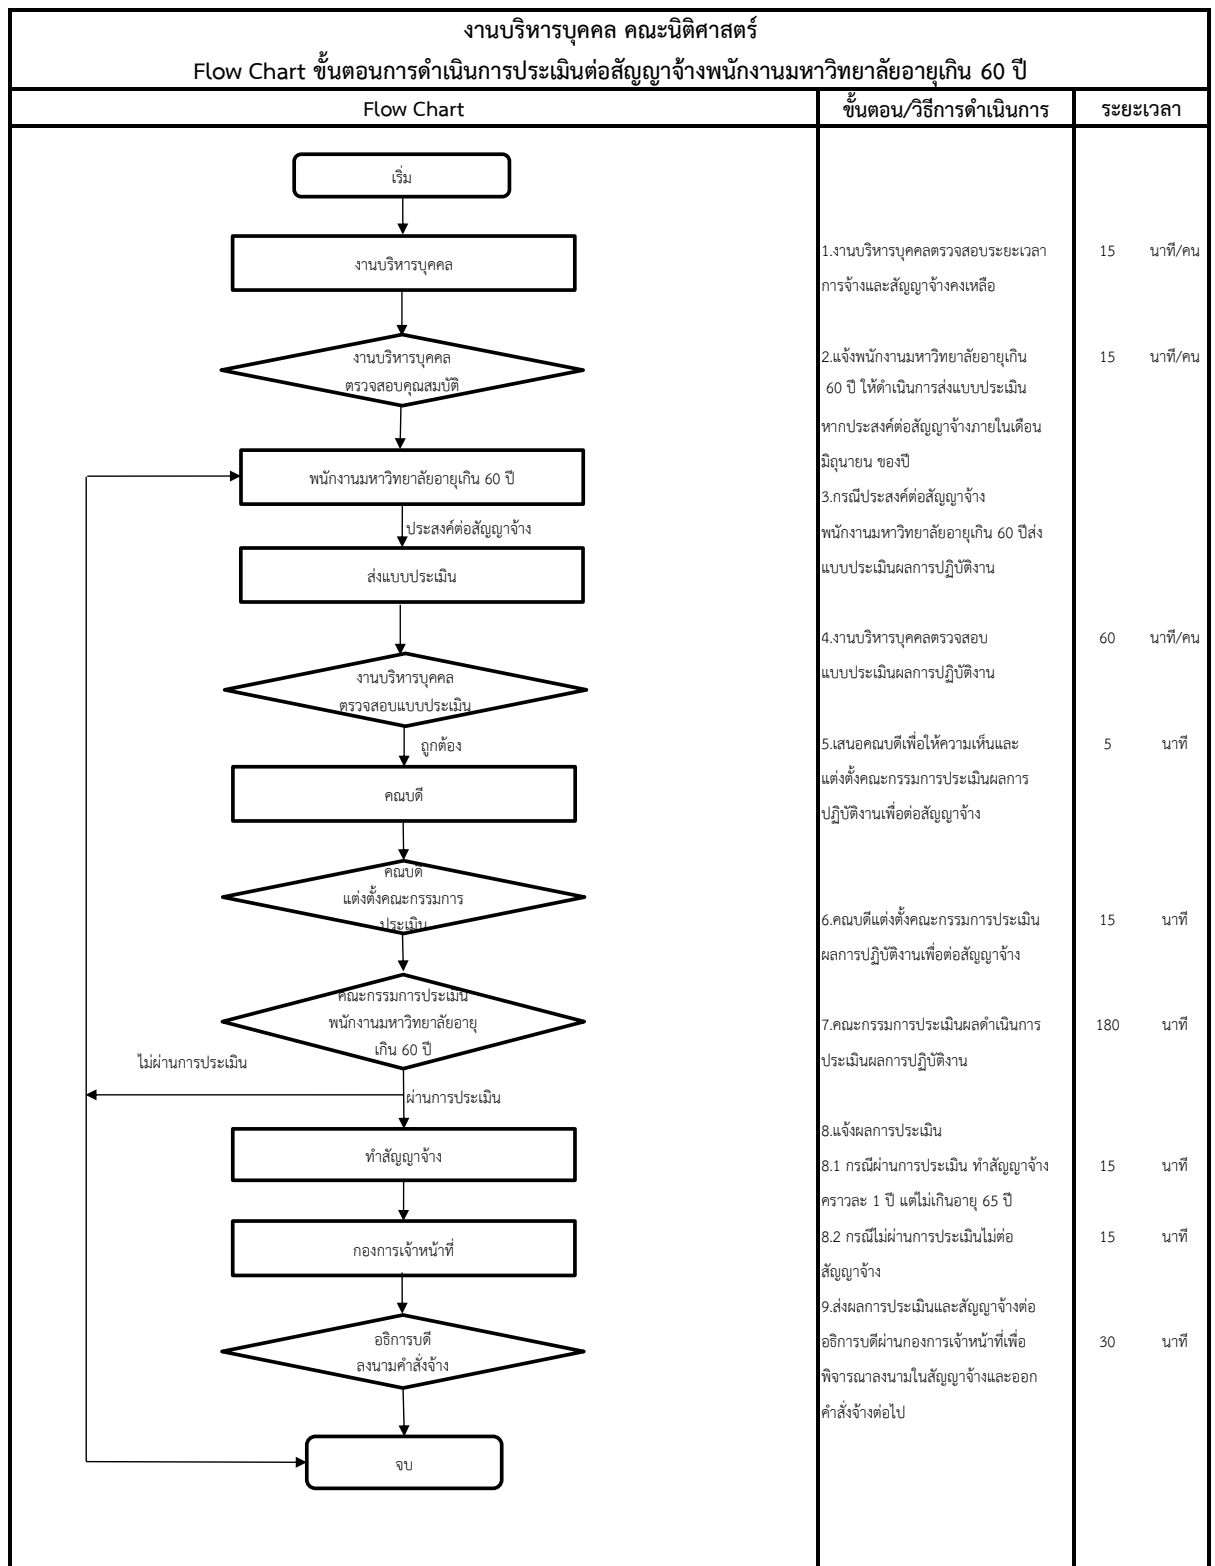 งานบริหารบุคคล คณะนิติศาสตร์
Flow Chart ขั้นตอนการดำเนินการประเมินต่อสัญญาจ้างพนักงานมหาวิทยาลัยอายุเกิน 60 ปี
Flow Chart
ขั้นตอน/วิธีการดำเนินการ
ระยะเวลา
เริ่ม
งานบริหารบุคคล
งานบริหารบุคคล
ตรวจสอบคุณสมบัติ
พนักงานมหาวิทยาลัยอายุเกิน 60 ปี
ประสงค์ต่อสัญญาจ้าง
ส่งแบบประเมิน
งานบริหารบุคคล
ตรวจสอบแบบประเมิน
ถูกต้อง
คณบดี
คณบดี
แต่งตั้งคณะกรรมการ
ประเมิน
คณะกรรมการประเมิน
พนักงานมหาวิทยาลัยอายุ
เกิน 60 ปี
ไม่ผ่านการประเมิน
ผ่านการประเมิน
ทำสัญญาจ้าง
กองการเจ้าหน้าที่
อธิการบดี
ลงนามคำสั่งจ้าง
จบ
1.งานบริหารบุคคลตรวจสอบระยะเวลา 15 นาที/คน
การจ้างและสัญญาจ้างคงเหลือ
2.แจ้งพนักงานมหาวิทยาลัยอายุเกิน 15 นาที/คน
60 ปี ให้ดำเนินการส่งแบบประเมิน
หากประสงค์ต่อสัญญาจ้างภายในเดือน
มิถุนายน ของปี
3.กรณีประสงค์ต่อสัญญาจ้าง
พนักงานมหาวิทยาลัยอายุเกิน 60 ปีส่ง
แบบประเมินผลการปฏิบัติงาน
4.งานบริหารบุคคลตรวจสอบ 60 นาที/คน
แบบประเมินผลการปฏิบัติงาน
5.เสนอคณบดีเพื่อให้ความเห็นและ 5 นาที
แต่งตั้งคณะกรรมการประเมินผลการ
ปฏิบัติงานเพื่อต่อสัญญาจ้าง
6.คณบดีแต่งตั้งคณะกรรมการประเมิน 15 นาที
ผลการปฏิบัติงานเพื่อต่อสัญญาจ้าง
7.คณะกรรมการประเมินผลดำเนินการ 180 นาที
ประเมินผลการปฏิบัติงาน
8.แจ้งผลการประเมิน
8.1 กรณีผ่านการประเมิน ทำสัญญาจ้าง 15 นาที
คราวละ 1 ปี แต่ไม่เกินอายุ 65 ปี
8.2 กรณีไม่ผ่านการประเมินไม่ต่อ 15 นาที
สัญญาจ้าง
9.ส่งผลการประเมินและสัญญาจ้างต่อ
อธิการบดีผ่านกองการเจ้าหน้าที่เพื่อ 30 นาที
พิจารณาลงนามในสัญญาจ้างและออก
คำสั่งจ้างต่อไป